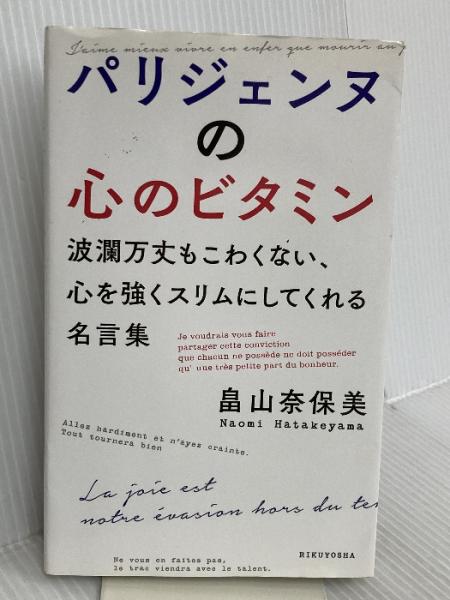 J'aime mieux vivre en enfer que mourir au
パリジェンヌ
の
心のビタミン
波瀾万丈もこわくない、
心を強くスリムにしてくれる
名言集
Je voudrais vous faire
partager cette conviction
que chacun ne possède ne doit posséder
qu' une très petite part du bonheur.
畠山奈保美
Naomi Hatakeyama
Allez hardiment et n'ayez crainte.
Tout tournera bien
La joie est
notre évasion hors du te
Ne vous en faites pas,
le trac viendra avec le talent.
RIKUYOSHA